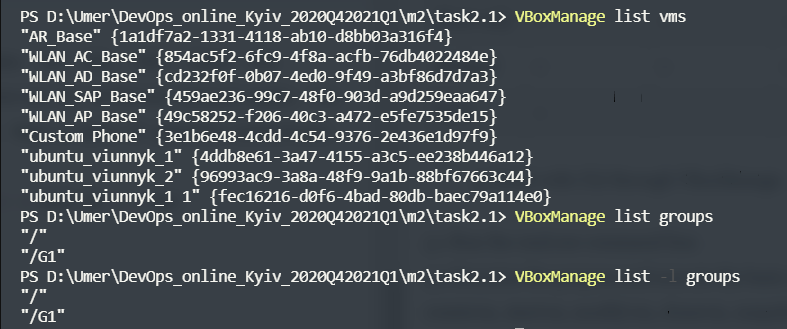 PS D:\Umer\DevOps_online_Kyiv_2020Q42021Q1\m2\task2.1> VBoxManage list vms
"AR_Base" {1a1df7a2-1331-4118-ab10-d8bb03a316f4}
"WLAN_AC_Base" {854ac5f2-6fc9-4f8a-acfb-76db4022484e}
"WLAN_AD_Base" {cd232f0f-0b07-4ed0-9f49-a3bf86d7d7a3}
"WLAN_SAP_Base" {459ae236-99c7-48f0-903d-a9d259eaa647}
"WLAN_AP_Base" {49c58252-f206-40c3-a472-e5fe7535de15}
"Custom Phone" {3e1b6e48-4cdd-4c54-9376-2e436e1d97f9}
"ubuntu_viunnyk_1" {4ddb8e61-3a47-4155-a3c5-ee238b446a12}
"ubuntu_viunnyk_2" {96993ac9-3a8a-48f9-9a1b-88bf67663c44}
"ubuntu_viunnyk_1 1" {fec16216-d0f6-4bad-80db-baec79a114e0}
PS D:\Umer\DevOps_online_Kyiv_2020Q42021Q1\m2\task2.1> VBoxManage list groups
"/"
"/G1"
PS D:\Umer\DevOps_online_Kyiv_2020Q42021Q1\m2\task2.1> VBoxManage list -l groups
"/"
"/G1"